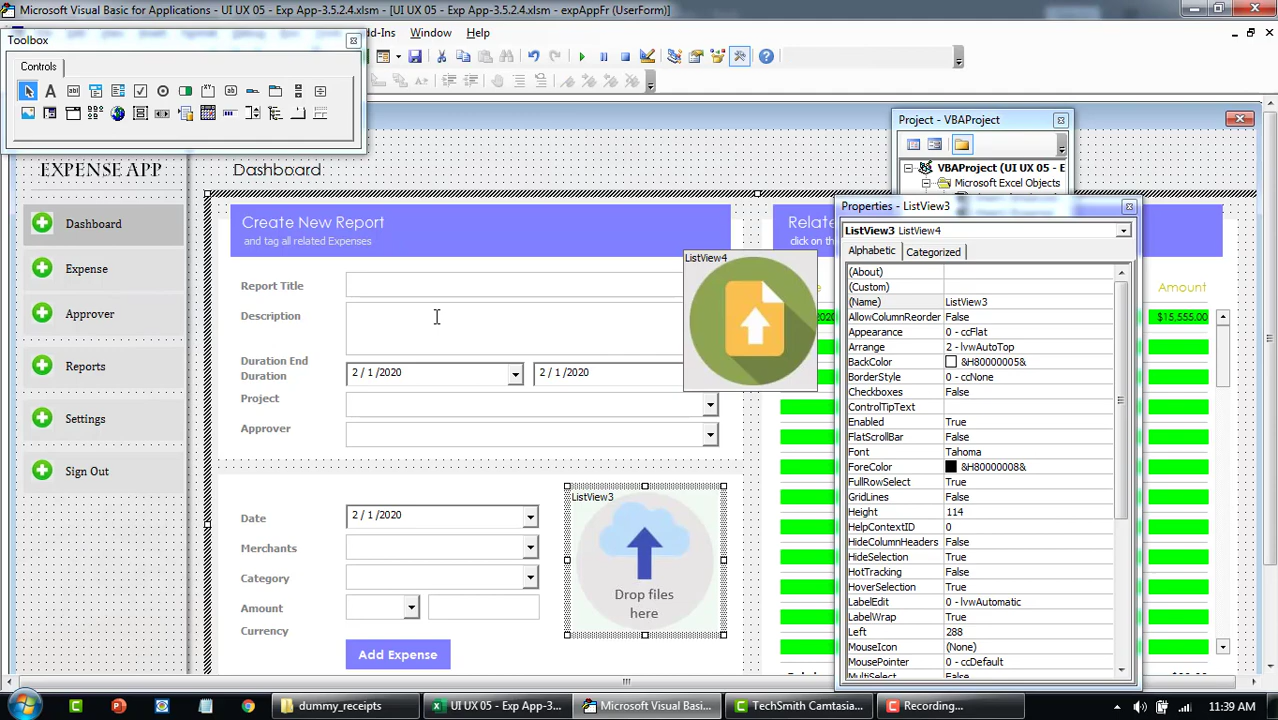 Microsoft Visual Basic for Applications - UI UX 05 - Exp App-3.5.2.4.xlsm - [UI UX 05 - Exp App-3.5.2.4.xlsm - expAppFr (UserForm)]
Add-Ins Window Help
Toolbox
Controls
EXPENSE APP
Dashboard
Expense
Approver
Reports
Settings
Sign Out
Dashboard
Create New Report
and tag all related Expenses
Report Title
Description
Duration End
Duration
2 / 1 /2020
2 / 1 /2020
Project
Approver
ListView4
Date
2 / 1 /2020
Merchants
Category
Amount
Currency
Add Expense
ListView3
Drop files
here
Amount
2020
$15,555.00
Project - VBAProject
VBAProject (UI UX 05 - E
Microsoft Excel Objects
Properties - ListView3
ListView3 ListView4
Alphabetic Categorized
(About)
(Custom)
(Name) ListView3
AllowColumnReorder False
Appearance 0 - ccFlat
Arrange 2 - lvwAutoTop
BackColor &H80000005&
BorderStyle 0 - ccNone
Checkboxes False
ControlTipText
Enabled True
FlatScrollBar False
Font Tahoma
ForeColor &H80000008&
FullRowSelect True
GridLines False
Height 114
HelpContextID 0
HideColumnHeaders False
HideSelection True
HotTracking False
HoverSelection True
LabelEdit 0 - lvwAutomatic
LabelWrap True
Left 288
MouseIcon (None)
MousePointer 0 - ccDefault
MultiSelect False
dummy_receipts
UI UX 05 - Exp App-3...
Microsoft Visual Basi...
TechSmith Camtasia...
Recording...
11:39 AM